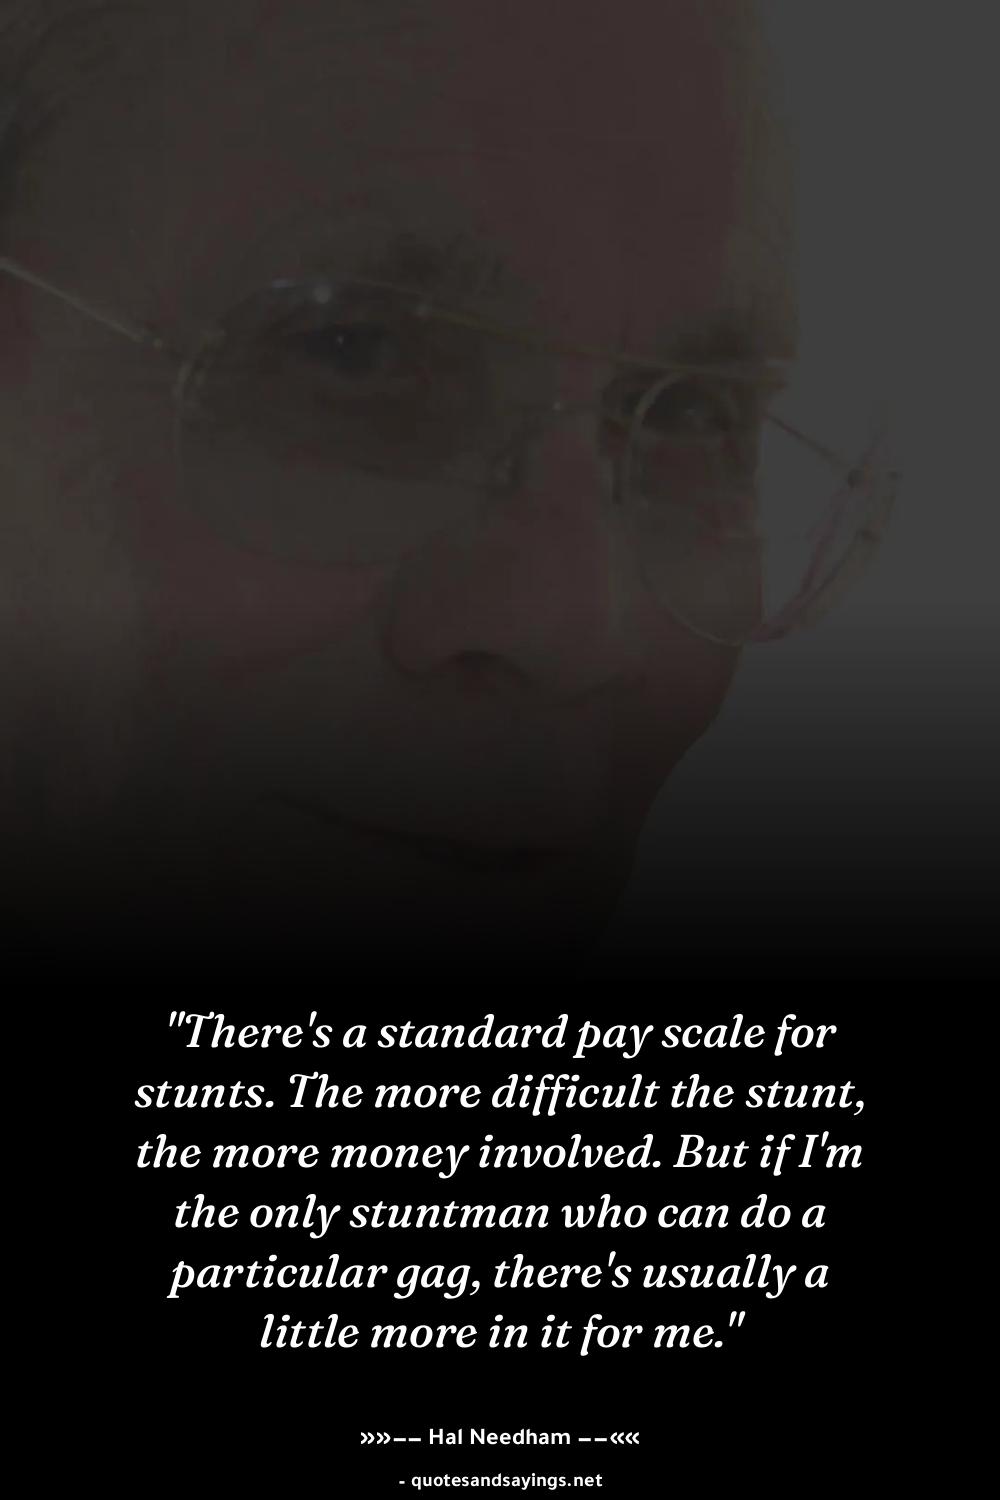 "There's a standard pay scale for
stunts. The more difficult the stunt,
the more money involved. But if I'm
the only stuntman who can do a
particular gag, there's usually a
little more in it for me."
»»−− Hal Needham −−««
- quotesandsayings.net